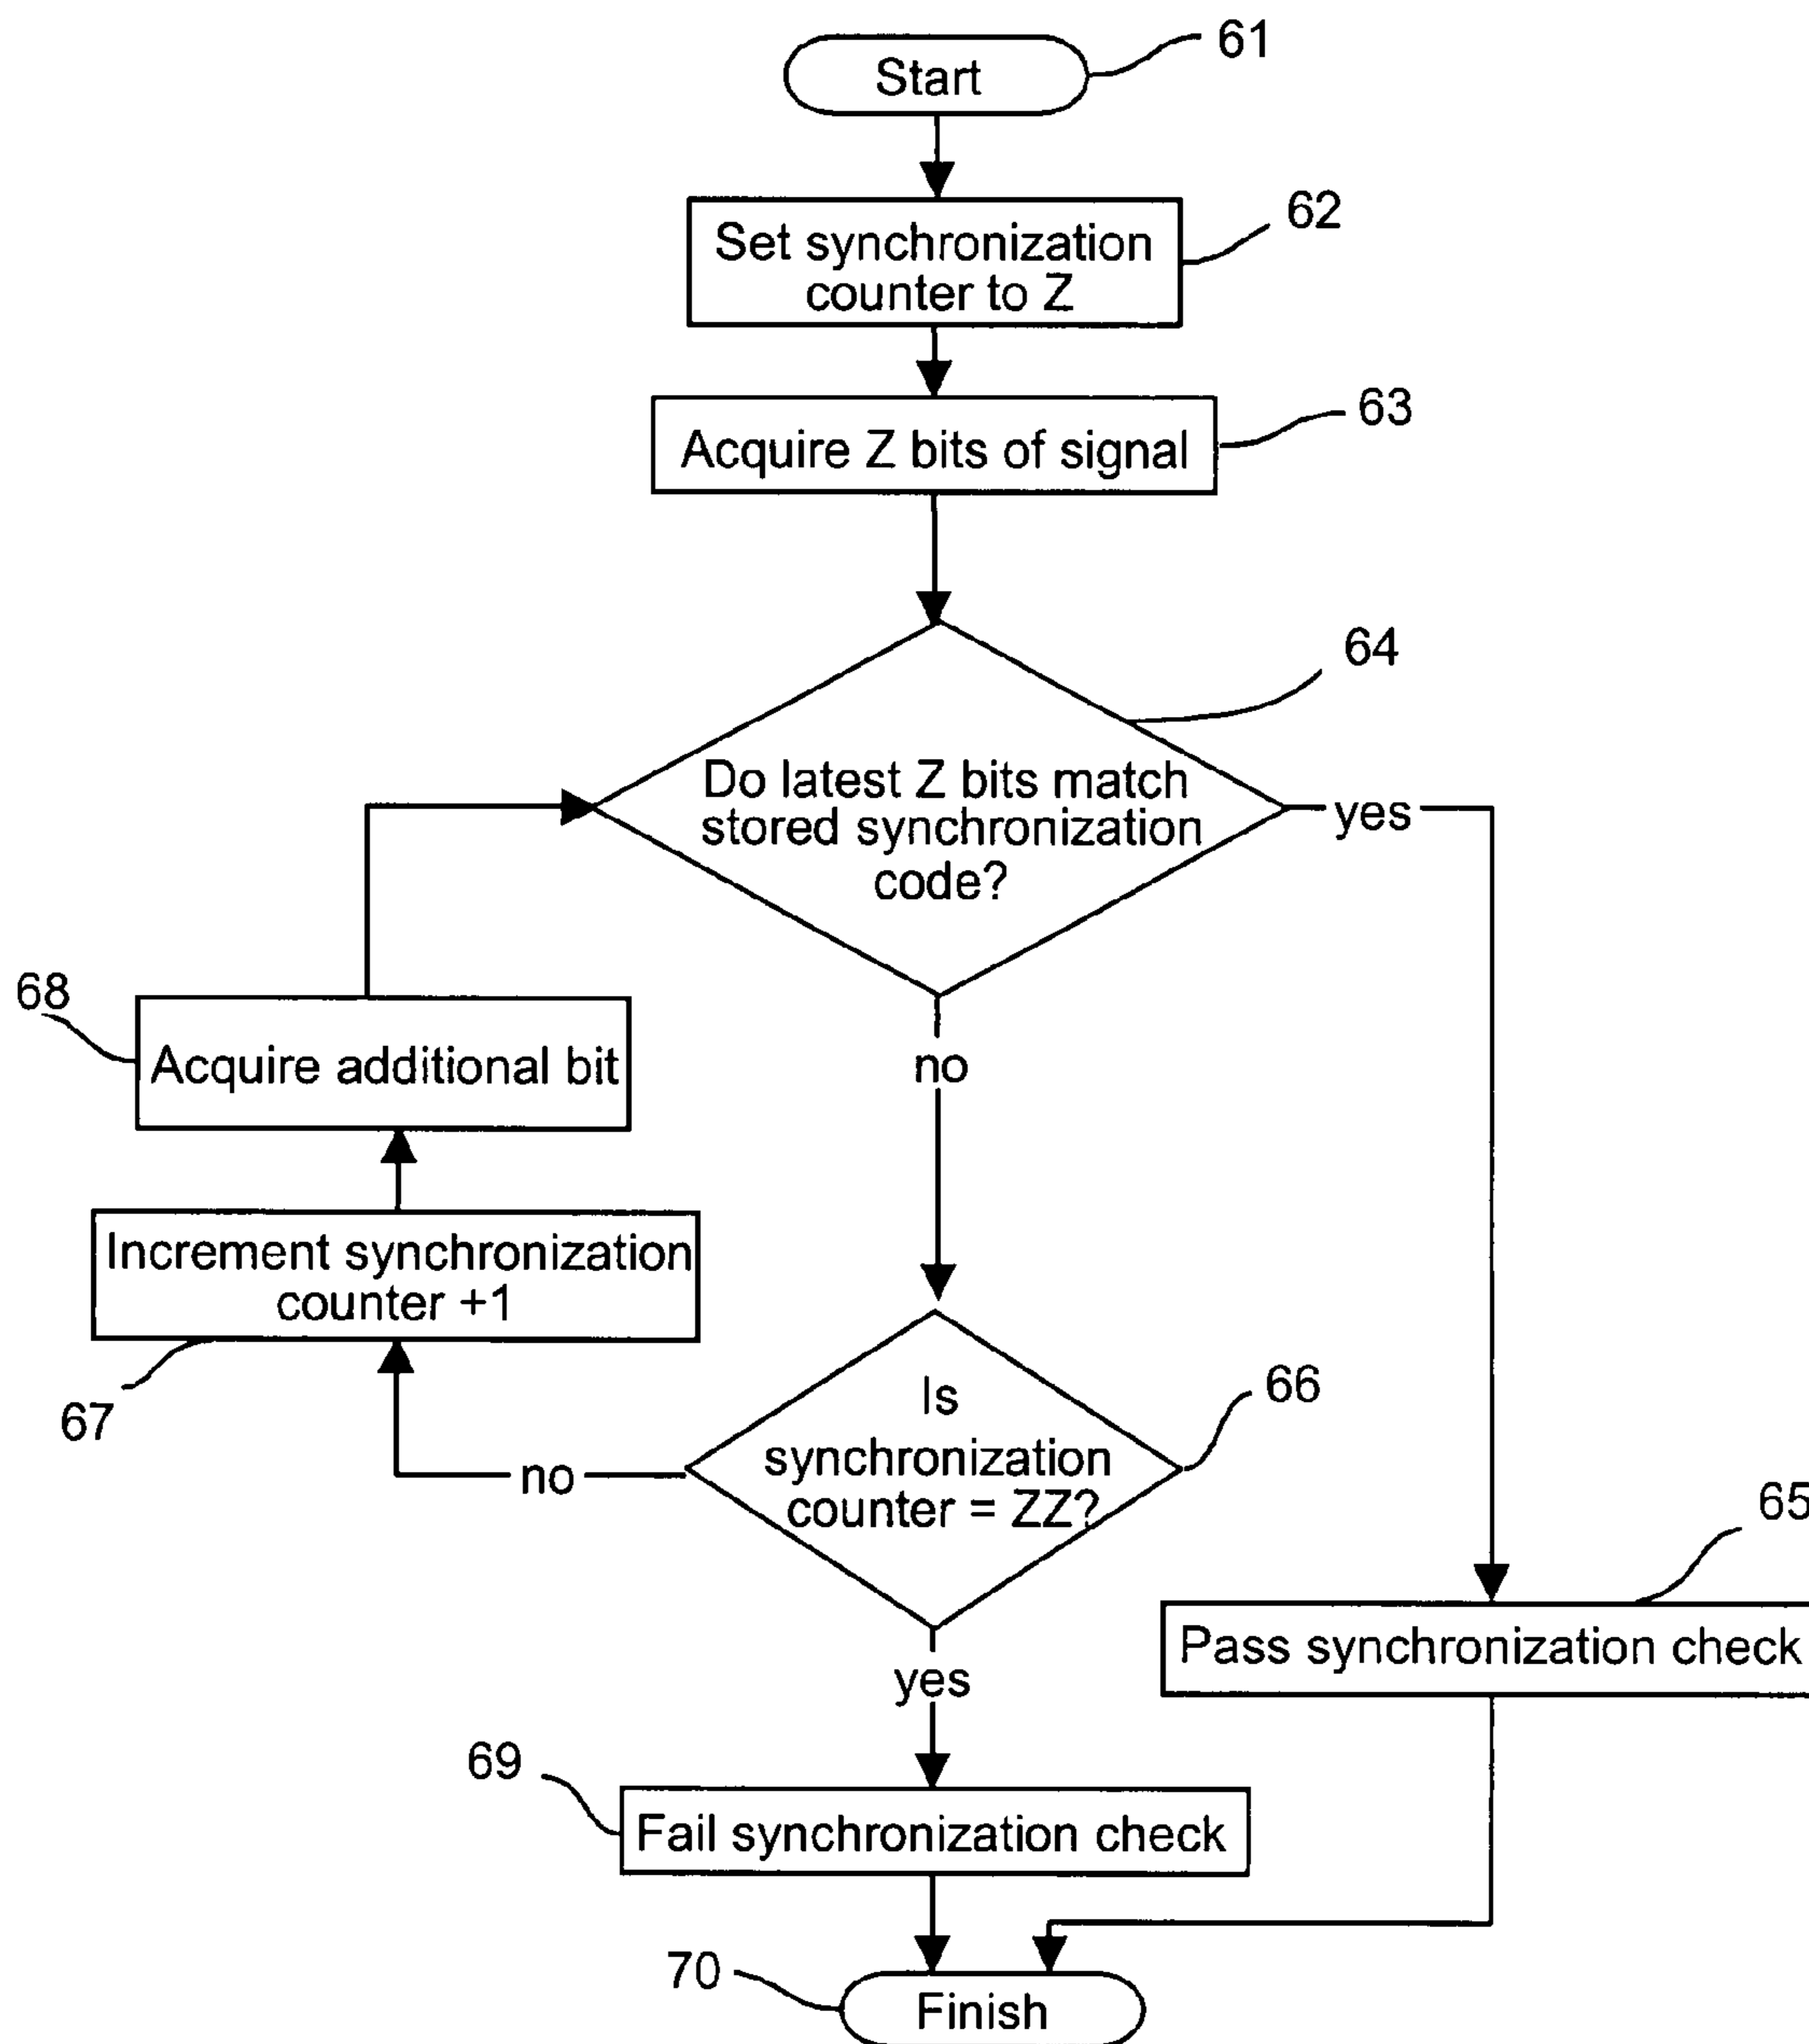 61
Start
62
Set synchronization
counter to Z
63
Acquire Z bits of signal
64
Do latest Z bits match
stored synchronization
code?
yes
68
Acquire additional bit
no
Increment synchronization
counter +1
67
Is
synchronization
counter = ZZ?
66
no
65
Pass synchronization check
yes
69
Fail synchronization check
70
Finish